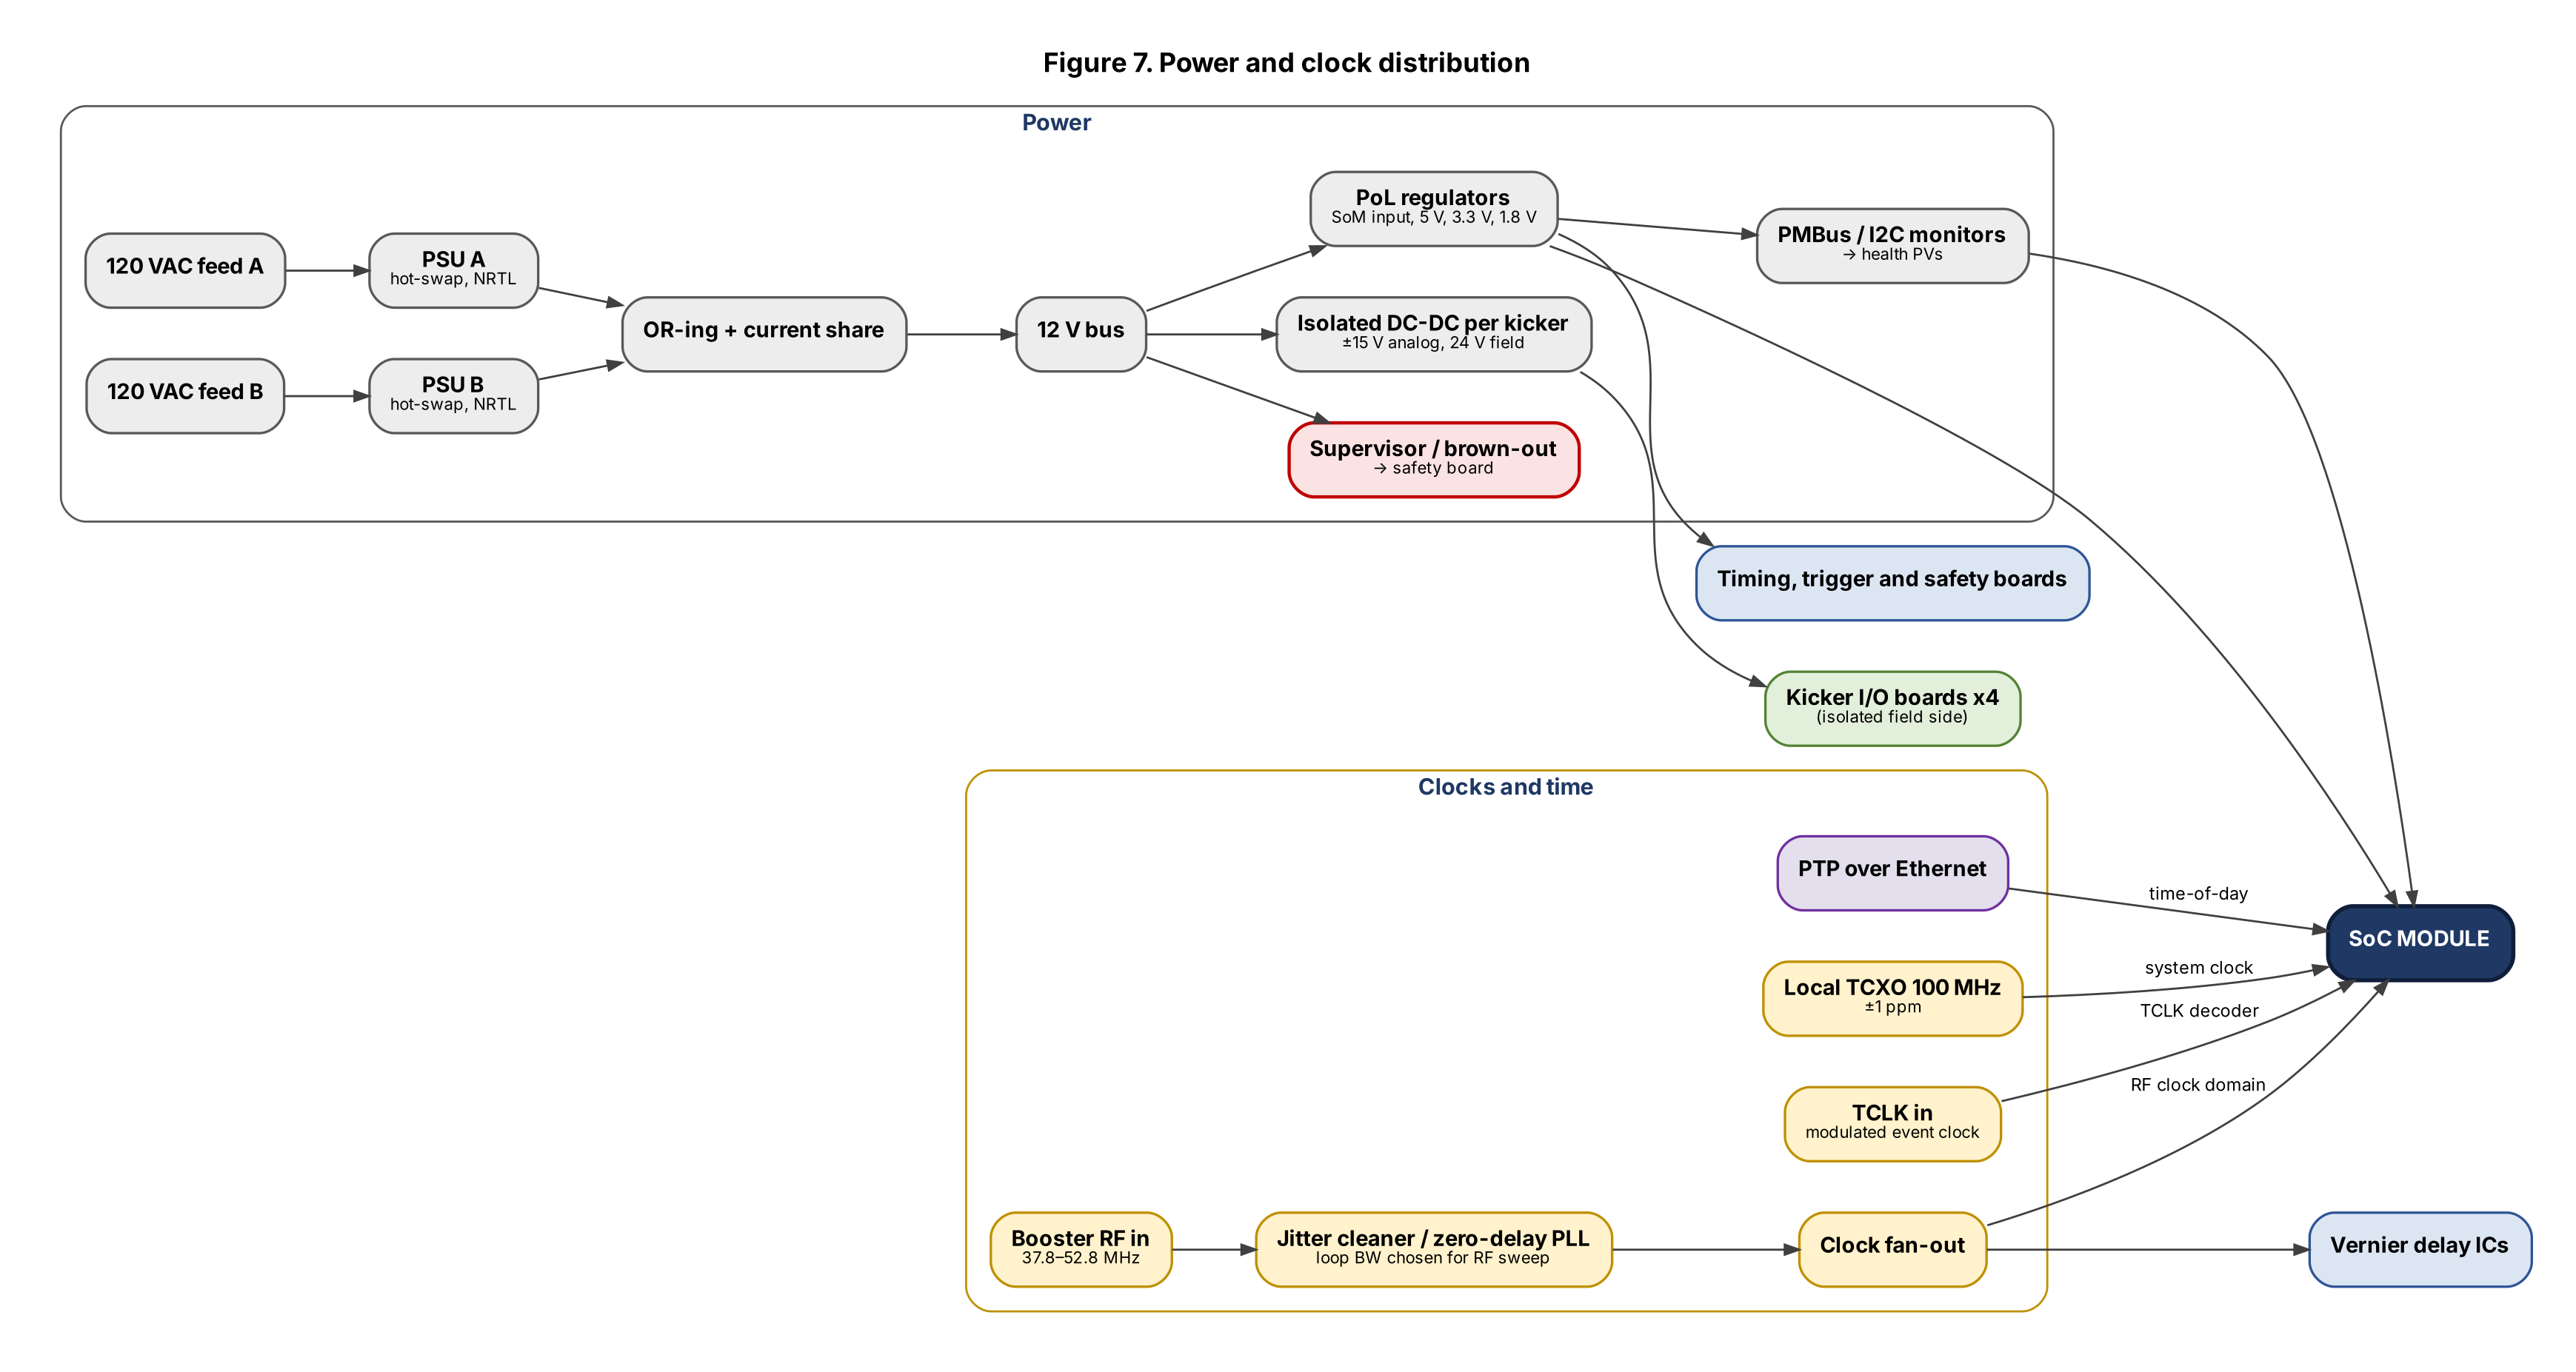 Figure 7. Power and clock distribution
Power
120 VAC feed A
PSU A
hot-swap, NRTL
120 VAC feed B
PSU B
hot-swap, NRTL
OR-ing + current share
12 V bus
PoL regulators
SoM input, 5 V, 3.3 V, 1.8 V
Isolated DC-DC per kicker
±15 V analog, 24 V field
Supervisor / brown-out
→ safety board
PMBus / I2C monitors
→ health PVs
Timing, trigger and safety boards
Kicker I/O boards x4
(isolated field side)
Clocks and time
PTP over Ethernet
time-of-day
SoC MODULE
Local TCXO 100 MHz
±1 ppm
system clock
TCLK decoder
TCLK in
modulated event clock
RF clock domain
Booster RF in
37.8–52.8 MHz
Jitter cleaner / zero-delay PLL
loop BW chosen for RF sweep
Clock fan-out
Vernier delay ICs